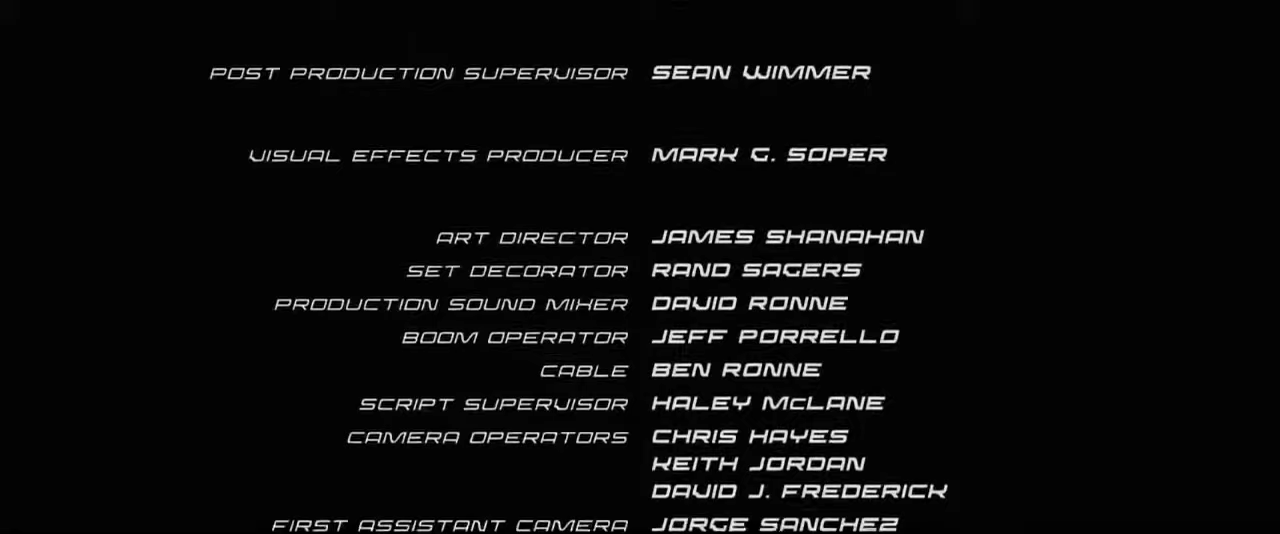 POST PRODUCTION SUPERVISOR SEAN WIMMER
VISUAL EFFECTS PRODUCER MARK G. SOPER
ART DIRECTOR JAMES SHANAHAN
SET DECORATOR RAND SAGERS
PRODUCTION SOUND MIXER DAVID RONNE
BOOM OPERATOR JEFF PORRELLO
CABLE BEN RONNE
SCRIPT SUPERVISOR HALEY McLANE
CAMERA OPERATORS CHRIS HAYES
KEITH JORDAN
DAVID J. FREDERICK
FIRST ASSISTANT CAMERA JORGE SANCHEZ